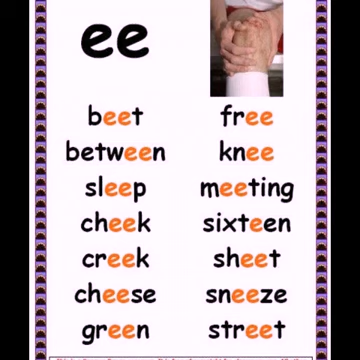 ee
beet free
between knee
sleep meeting
cheek sixteen
creek sheet
cheese sneeze
green street